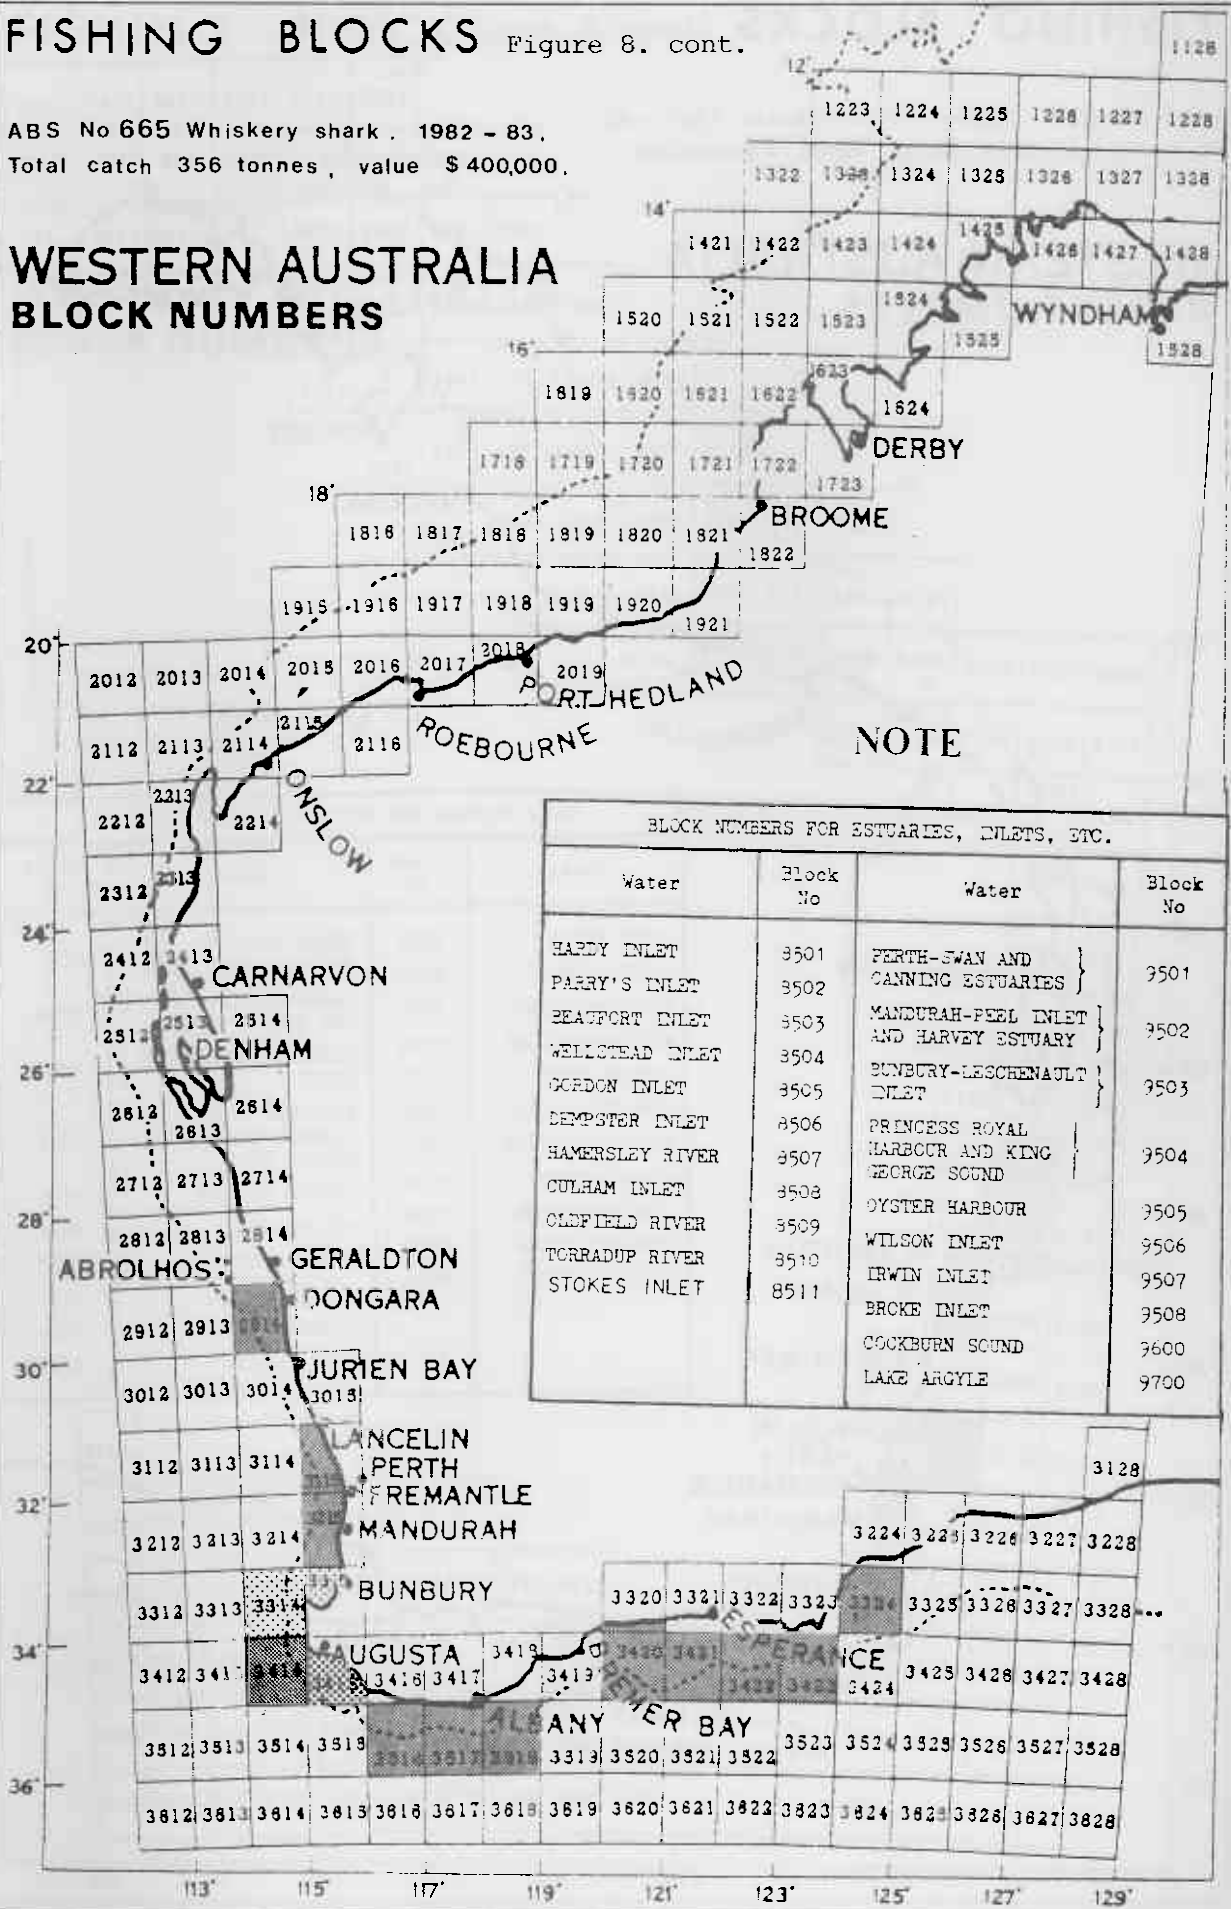 FISHING BLOCKS Figure 8. cont.
ABS No 665 Whiskery shark. 1982 - 83.
Total catch 356 tonnes, value $400,000.
WESTERN AUSTRALIA
BLOCK NUMBERS
1128
12°
1223 1224 1225 1226 1227 1228
1322 1324 1325 1326 1327 1328
14°
1421 1422 1423 1424 1425 1426 1427 1428
1520 1521 1522 1523 1524 1525 WYNDHAM 1528
16°
1619 1620 1621 1622 1624
DERBY
1718 1719 1720 1721 1722 1723
18°
BROOME
1816 1817 1818 1819 1820 1821 1822
1915 1916 1917 1918 1919 1920 1921
20°
2012 2013 2014 2015 2016 2017 2018 2019
PORT HEDLAND
ROEBOURNE
2112 2113 2114 2115 2116
22°
ONSLOW
2212 2213 2214
2312 2313
24°
2412 2413
CARNARVON
2512 2513 2514
DENHAM
26°
2612 2613 2614
2712 2713 2714
28°
2812 2813 2814
ABROLHOS GERALDTON
DONGARA
2912 2913
30°
JURIEN BAY
3012 3013 3014 3015
LANCELIN
3112 3113 3114
PERTH
FREMANTLE
32°
MANDURAH
3212 3213 3214
BUNBURY
3312 3313 3314
34°
AUGUSTA
3412 3414 3416 3417 3418 3419
3128
3224 3225 3226 3227 3228
3320 3321 3322 3323 3324 3325 3326 3327 3328
ESPERANCE
3420 3421 3422 3423 3424 3425 3426 3427 3428
ALBANY
BREMER BAY
3512 3513 3514 3515 3516 3517 3518 3519 3520 3521 3522 3523 3524 3525 3526 3527 3528
36°
3612 3613 3614 3615 3616 3617 3618 3619 3620 3621 3622 3623 3624 3625 3626 3627 3628
113° 115° 117° 119° 121° 123° 125° 127° 129°
NOTE
BLOCK NUMBERS FOR ESTUARIES, INLETS, ETC.
Water Block No Water Block No
HARDY INLET 8501
PARRY'S INLET 8502
BEAUFORT INLET 8503
WELLSTEAD INLET 8504
GORDON INLET 8505
DEMPSTER INLET 8506
HAMERSLEY RIVER 8507
CULHAM INLET 8508
OLDFIELD RIVER 8509
TORRADUP RIVER 8510
STOKES INLET 8511
PERTH-SWAN AND
CANNING ESTUARIES 9501
MANDURAH-PEEL INLET
AND HARVEY ESTUARY 9502
BUNBURY-LESCHENAULT
INLET 9503
PRINCESS ROYAL
HARBOUR AND KING
GEORGE SOUND 9504
OYSTER HARBOUR 9505
WILSON INLET 9506
IRWIN INLET 9507
BROKE INLET 9508
COCKBURN SOUND 9600
LAKE ARGYLE 9700